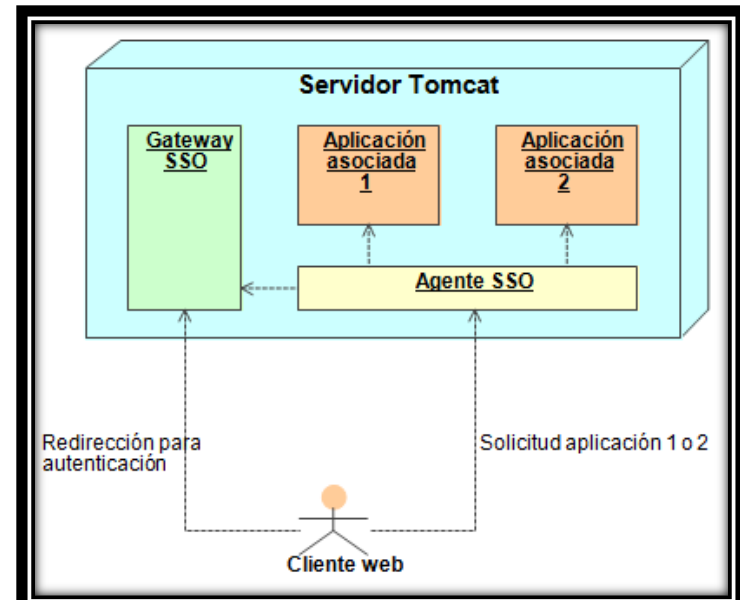 Servidor Tomcat
Gateway
SSO
Aplicación
asociada
1
Aplicación
asociada
2
Agente SSO
Redirección para
autenticación
Solicitud aplicación 1 o 2
Cliente web